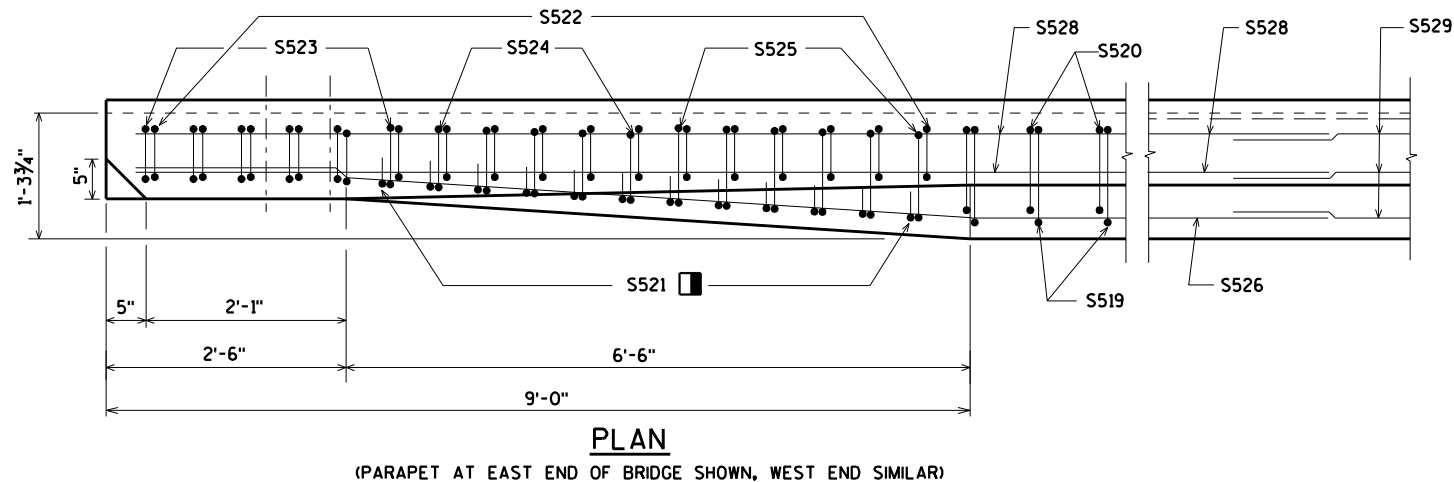 S522
S523
S524
S525
S528
S520
S528
S529
1'-3¾"
5"
S521
S519
S526
5"
2'-1"
2'-6"
6'-6"
9'-0"
PLAN
(PARAPET AT EAST END OF BRIDGE SHOWN, WEST END SIMILAR)